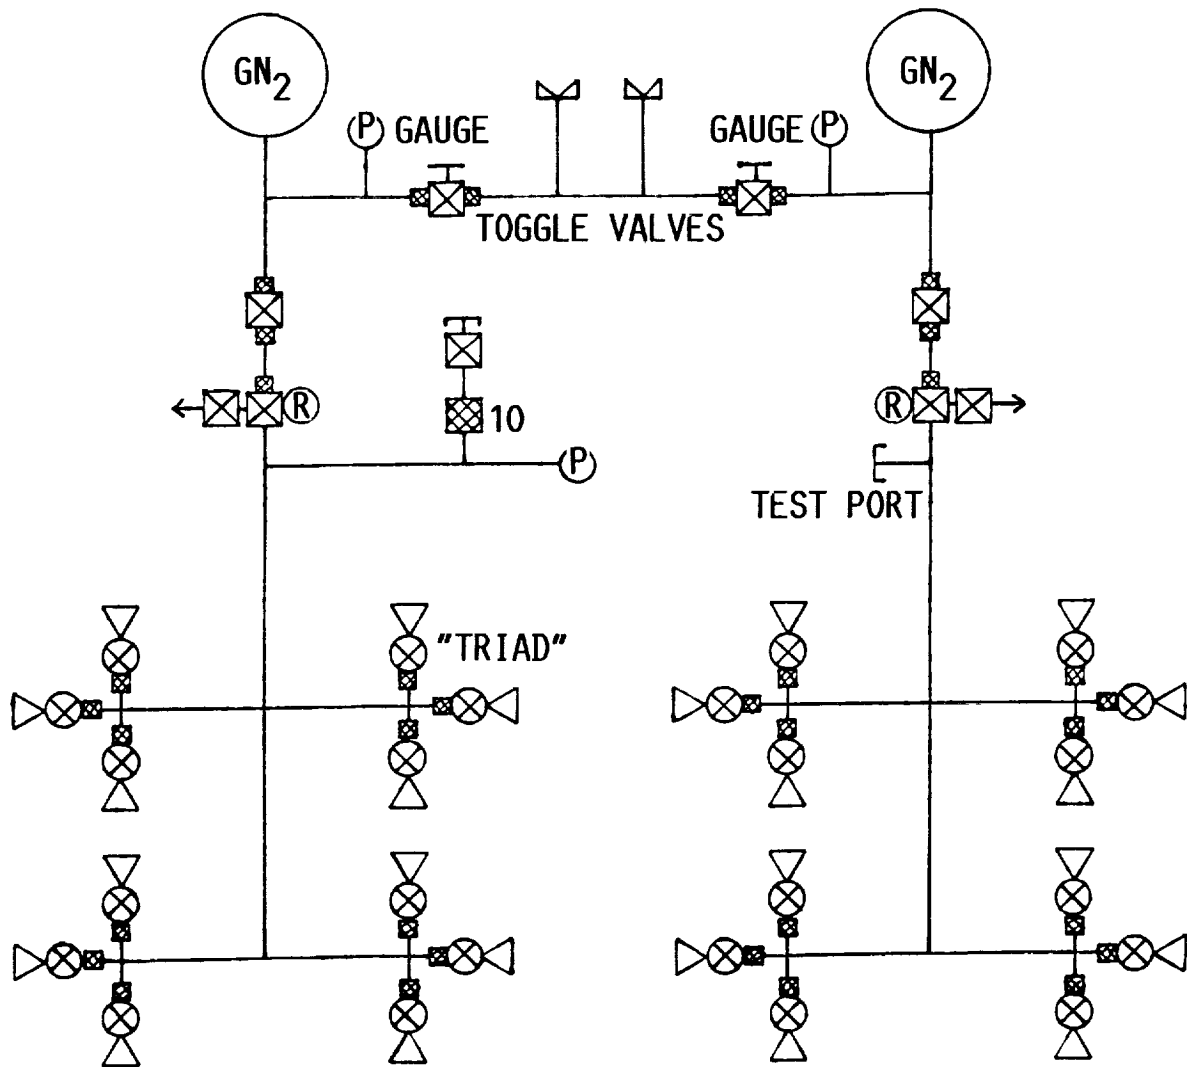 GN2
GN2
P GAUGE
GAUGE P
TOGGLE VALVES
R
R
10
P
TEST PORT
"TRIAD"